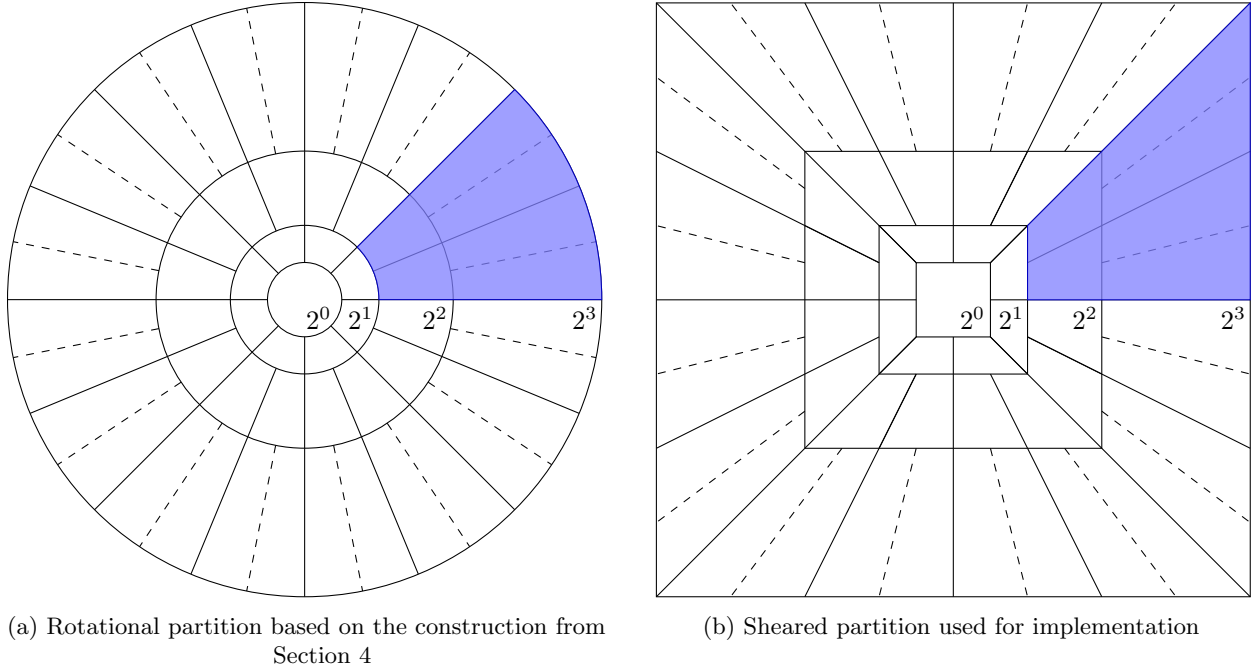 2^0 2^1 2^2 2^3
2^0 2^1 2^2 2^3
(a) Rotational partition based on the construction from
Section 4
(b) Sheared partition used for implementation